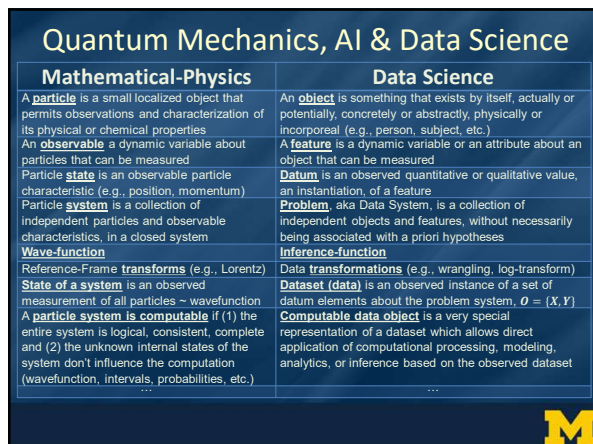 Quantum Mechanics, AI & Data Science
Mathematical-Physics
Data Science
A particle is a small localized object that
permits observations and characterization of
its physical or chemical properties
An object is something that exists by itself, actually or
potentially, concretely or abstractly, physically or
incorporeal (e.g., person, subject, etc.)
An observable a dynamic variable about
particles that can be measured
A feature is a dynamic variable or an attribute about an
object that can be measured
Particle state is an observable particle
characteristic (e.g., position, momentum)
Datum is an observed quantitative or qualitative value,
an instantiation, of a feature
Particle system is a collection of
independent particles and observable
characteristics, in a closed system
Problem, aka Data System, is a collection of
independent objects and features, without necessarily
being associated with a priori hypotheses
Wave-function
Inference-function
Reference-Frame transforms (e.g., Lorentz)
Data transformations (e.g., wrangling, log-transform)
State of a system is an observed
measurement of all particles ~ wavefunction
Dataset (data) is an observed instance of a set of
datum elements about the problem system, O = {X,Y}
A particle system is computable if (1) the
entire system is logical, consistent, complete
and (2) the unknown internal states of the
system don't influence the computation
(wavefunction, intervals, probabilities, etc.)
Computable data object is a very special
representation of a dataset which allows direct
application of computational processing, modeling,
analytics, or inference based on the observed dataset
...
...
M